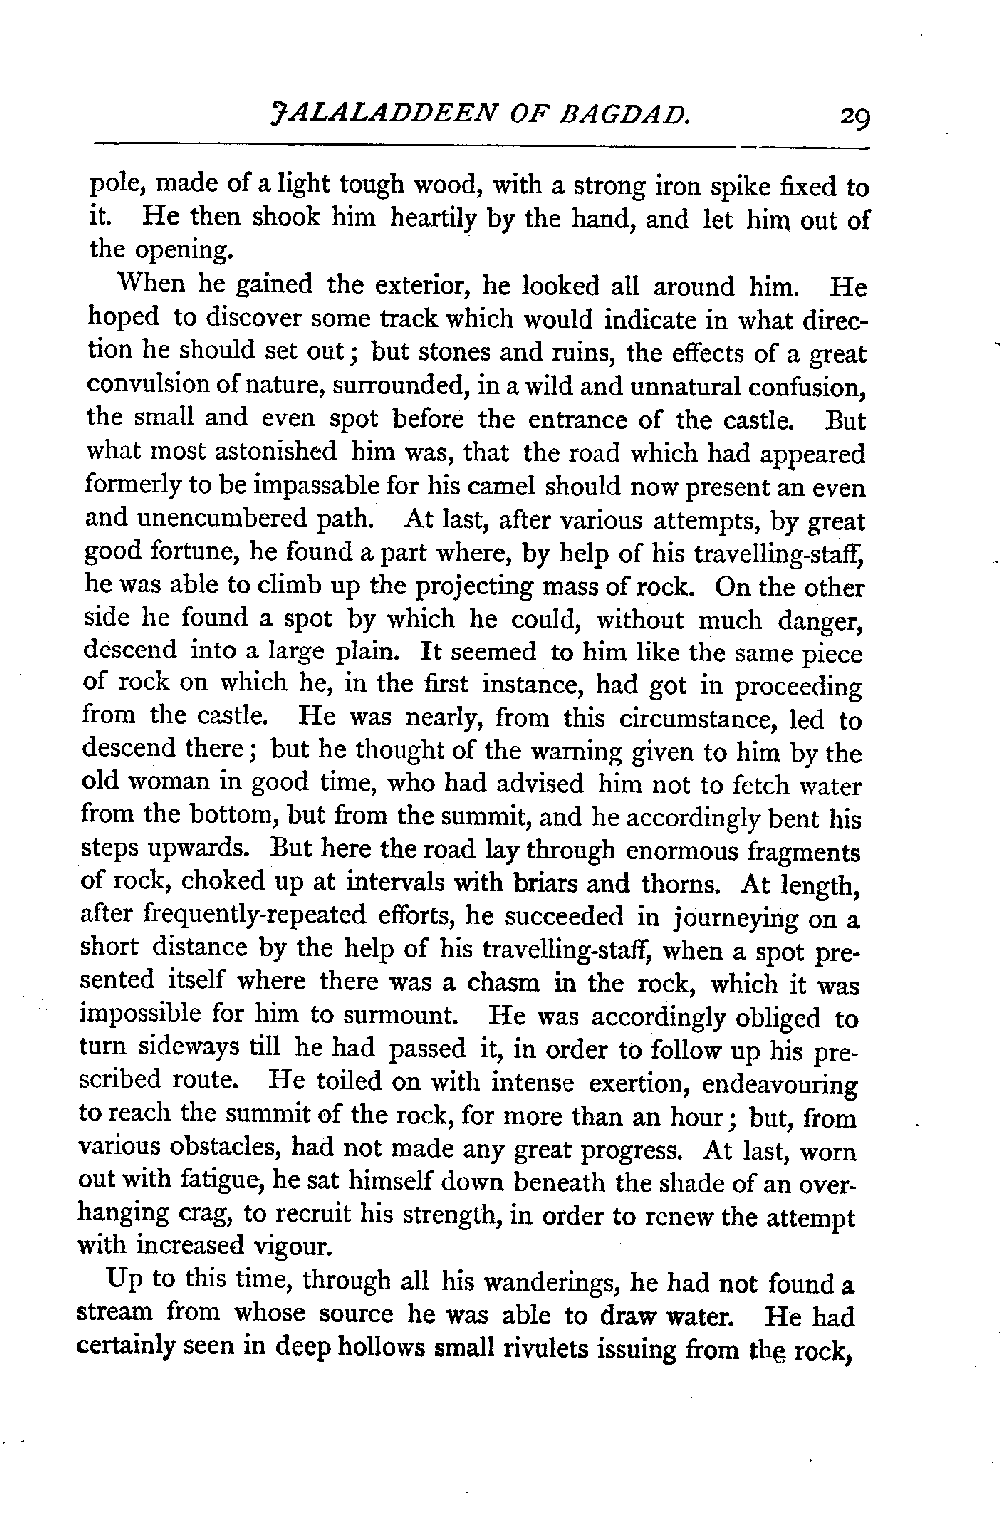 JALALADDEEN OF BAGDAD. 29
pole, made of a light tough wood, with a strong iron spike fixed to
it. He then shook him heartily by the hand, and let him out of
the opening.
When he gained the exterior, he looked all around him. He
hoped to discover some track which would indicate in what direc-
tion he should set out; but stones and ruins, the effects of a great
convulsion of nature, surrounded, in a wild and unnatural confusion,
the small and even spot before the entrance of the castle. But
what most astonished him was, that the road which had appeared
formerly to be impassable for his camel should now present an even
and unencumbered path. At last, after various attempts, by great
good fortune, he found a part where, by help of his travelling-staff,
he was able to climb up the projecting mass of rock. On the other
side he found a spot by which he could, without much danger,
descend into a large plain. It seemed to him like the same piece
of rock on which he, in the first instance, had got in proceeding
from the castle. He was nearly, from this circumstance, led to
descend there; but he thought of the warning given to him by the
old woman in good time, who had advised him not to fetch water
from the bottom, but from the summit, and he accordingly bent his
steps upwards. But here the road lay through enormous fragments
of rock, choked up at intervals with briars and thorns. At length,
after frequently-repeated efforts, he succeeded in journeying on a
short distance by the help of his travelling-staff, when a spot pre-
sented itself where there was a chasm in the rock, which it was
impossible for him to surmount. He was accordingly obliged to
turn sideways till he had passed it, in order to follow up his pre-
scribed route. He toiled on with intense exertion, endeavouring
to reach the summit of the rock, for more than an hour; but, from
various obstacles, had not made any great progress. At last, worn
out with fatigue, he sat himself down beneath the shade of an over-
hanging crag, to recruit his strength, in order to renew the attempt
with increased vigour.
Up to this time, through all his wanderings, he had not found a
stream from whose source he was able to draw water. He had
certainly seen in deep hollows small rivulets issuing from the rock,